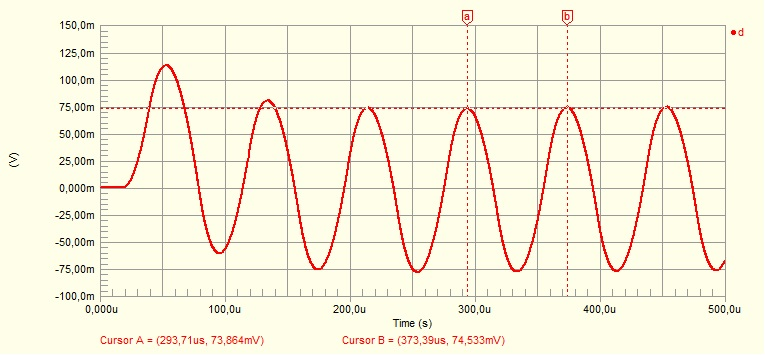 a b
150,0m
d
125,0m
100,0m
75,00m
50,00m
(V)
25,00m
0,000m
-25,00m
-50,00m
-75,00m
-100,0m
0,000u 100,0u 200,0u 300,0u 400,0u 500,0u
Time (s)
Cursor A = (293,71us, 73,864mV) Cursor B = (373,39us, 74,533mV)